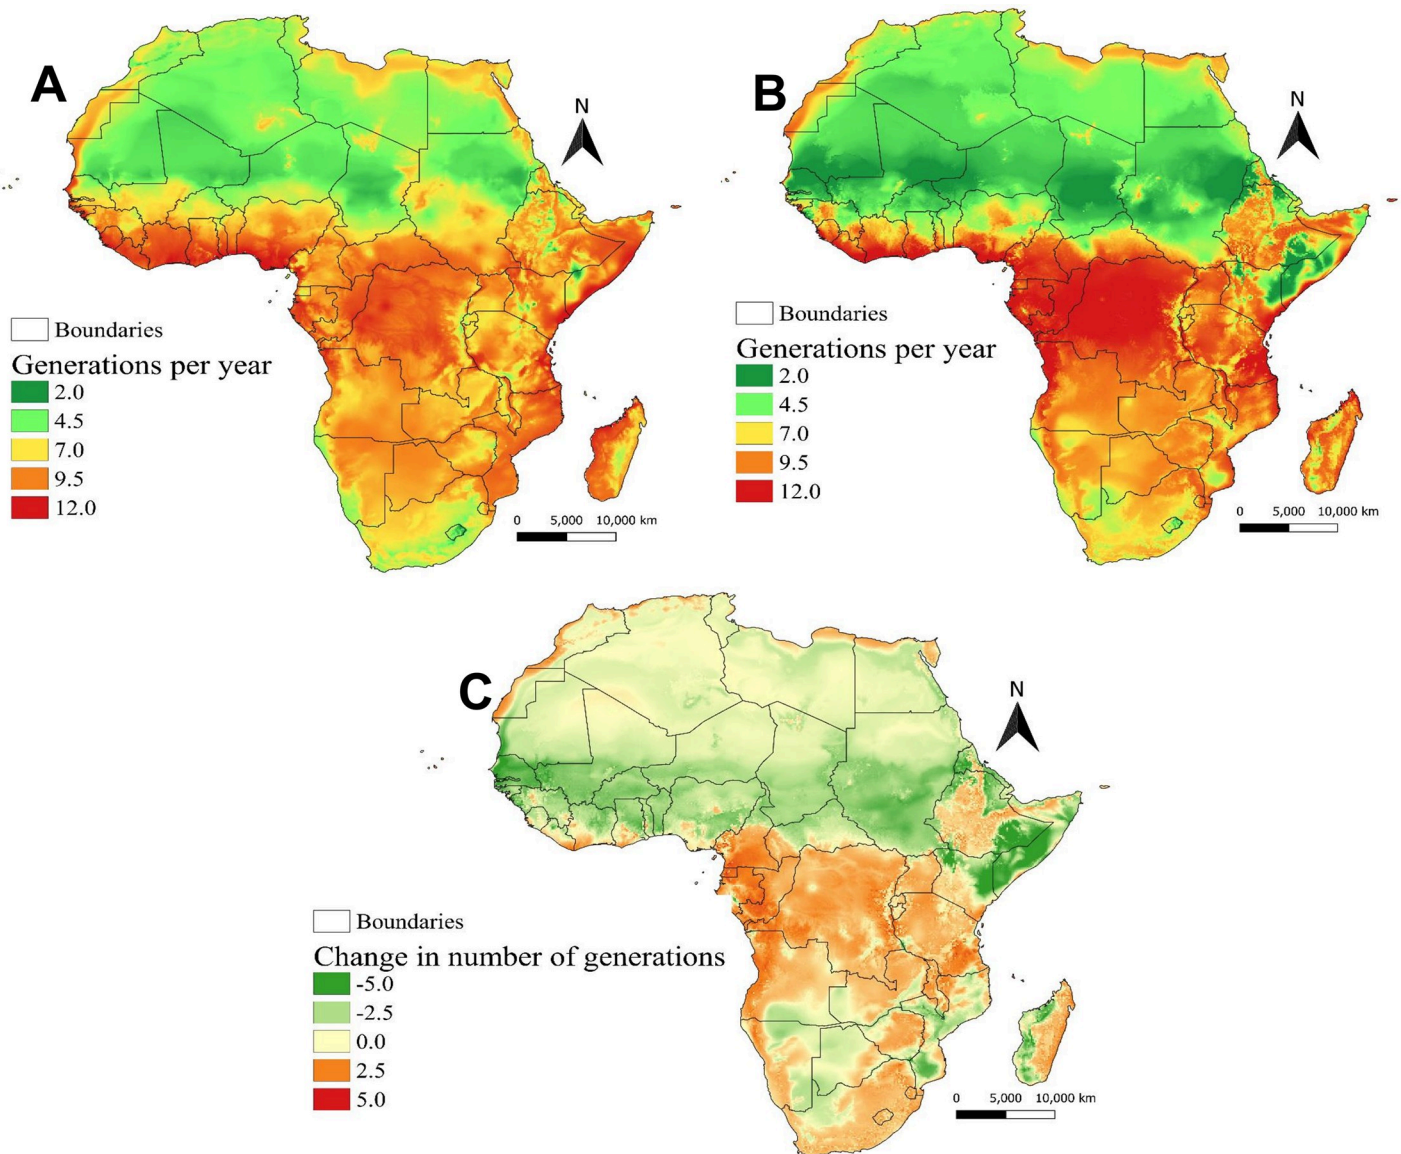 A
N
Boundaries
Generations per year
2.0
4.5
7.0
9.5
12.0
0 5,000 10,000 km
B
N
Boundaries
Generations per year
2.0
4.5
7.0
9.5
12.0
0 5,000 10,000 km
C
N
Boundaries
Change in number of generations
-5.0
-2.5
0.0
2.5
5.0
0 5,000 10,000 km